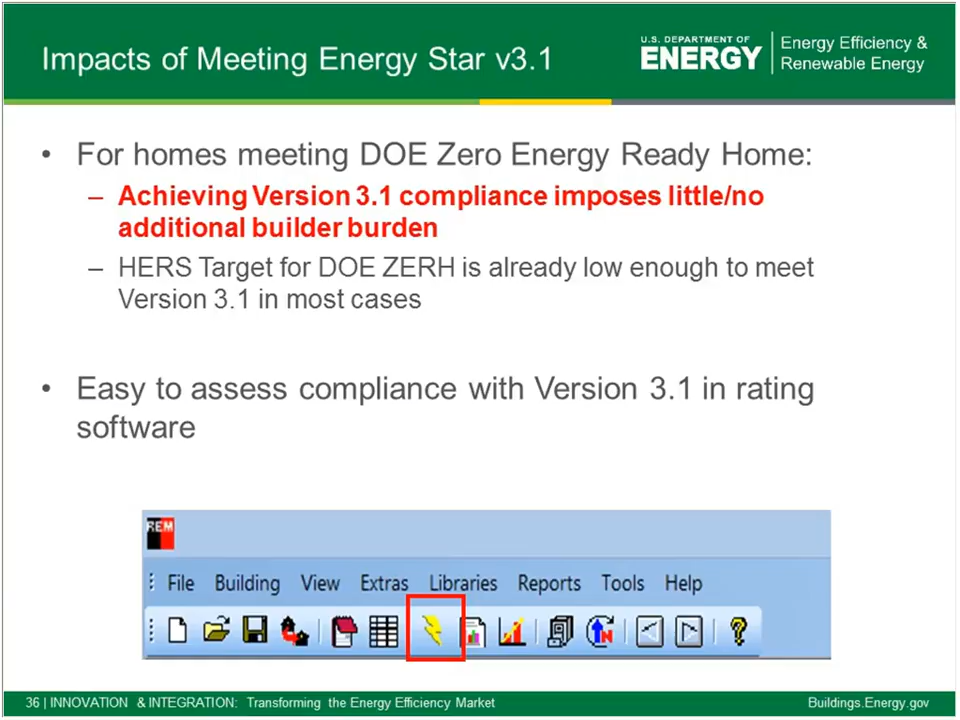 Impacts of Meeting Energy Star v3.1
U.S. DEPARTMENT OF
ENERGY
Energy Efficiency &
Renewable Energy
• For homes meeting DOE Zero Energy Ready Home:
– Achieving Version 3.1 compliance imposes little/no
additional builder burden
– HERS Target for DOE ZERH is already low enough to meet
Version 3.1 in most cases
• Easy to assess compliance with Version 3.1 in rating
software
REM
File Building View Extras Libraries Reports Tools Help
N
?
36 | INNOVATION & INTEGRATION: Transforming the Energy Efficiency Market
Buildings.Energy.gov